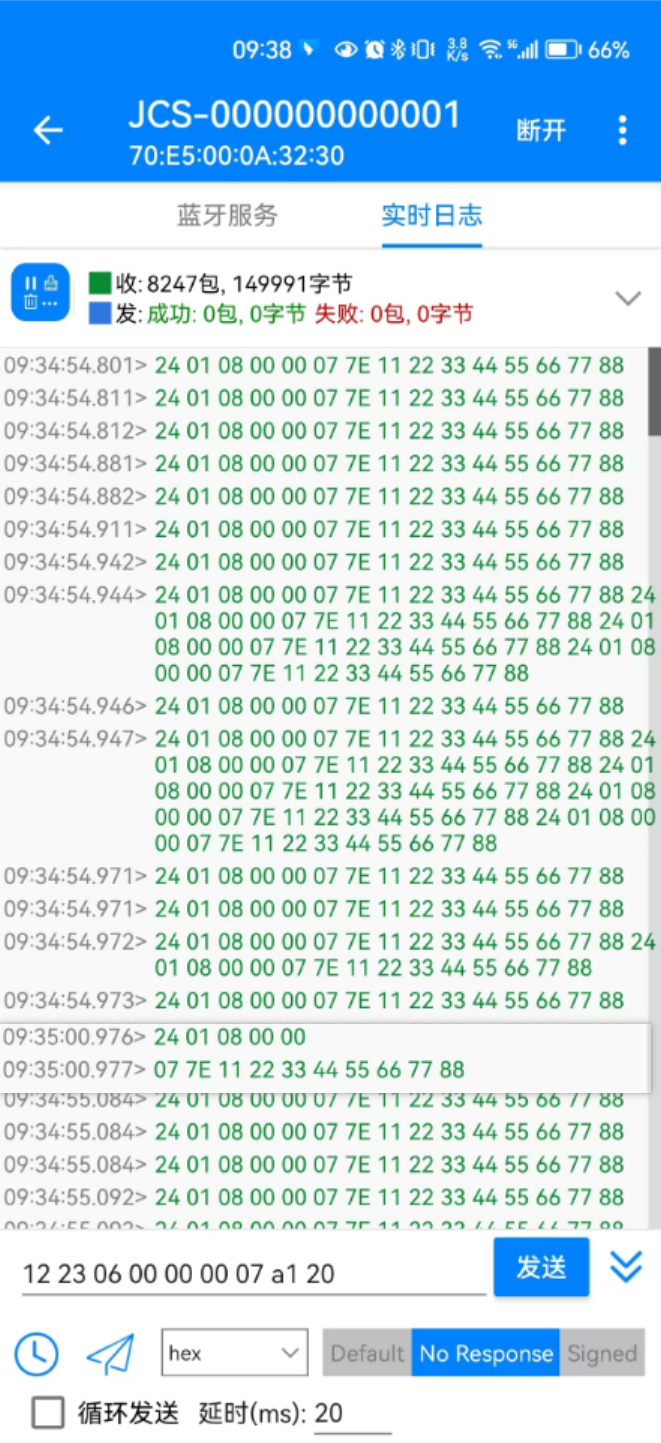 09:38 3.8 K/s 5G 66%
JCS-000000000001
断开
70:E5:00:0A:32:30
蓝牙服务 实时日志
收: 8247包, 149991字节
发: 成功: 0包, 0字节 失败: 0包, 0字节
09:34:54.801> 24 01 08 00 00 07 7E 11 22 33 44 55 66 77 88
09:34:54.811> 24 01 08 00 00 07 7E 11 22 33 44 55 66 77 88
09:34:54.812> 24 01 08 00 00 07 7E 11 22 33 44 55 66 77 88
09:34:54.881> 24 01 08 00 00 07 7E 11 22 33 44 55 66 77 88
09:34:54.882> 24 01 08 00 00 07 7E 11 22 33 44 55 66 77 88
09:34:54.911> 24 01 08 00 00 07 7E 11 22 33 44 55 66 77 88
09:34:54.942> 24 01 08 00 00 07 7E 11 22 33 44 55 66 77 88
09:34:54.944> 24 01 08 00 00 07 7E 11 22 33 44 55 66 77 88 24
01 08 00 00 07 7E 11 22 33 44 55 66 77 88 24 01
08 00 00 07 7E 11 22 33 44 55 66 77 88 24 01 08
00 00 07 7E 11 22 33 44 55 66 77 88
09:34:54.946> 24 01 08 00 00 07 7E 11 22 33 44 55 66 77 88
09:34:54.947> 24 01 08 00 00 07 7E 11 22 33 44 55 66 77 88 24
01 08 00 00 07 7E 11 22 33 44 55 66 77 88 24 01
08 00 00 07 7E 11 22 33 44 55 66 77 88 24 01 08
00 00 07 7E 11 22 33 44 55 66 77 88 24 01 08 00
00 07 7E 11 22 33 44 55 66 77 88
09:34:54.971> 24 01 08 00 00 07 7E 11 22 33 44 55 66 77 88
09:34:54.971> 24 01 08 00 00 07 7E 11 22 33 44 55 66 77 88
09:34:54.972> 24 01 08 00 00 07 7E 11 22 33 44 55 66 77 88 24
01 08 00 00 07 7E 11 22 33 44 55 66 77 88
09:34:54.973> 24 01 08 00 00 07 7E 11 22 33 44 55 66 77 88
09:35:00.976> 24 01 08 00 00
09:35:00.977> 07 7E 11 22 33 44 55 66 77 88
09:34:55.084> 24 01 08 00 00 07 7E 11 22 33 44 55 66 77 88
09:34:55.084> 24 01 08 00 00 07 7E 11 22 33 44 55 66 77 88
09:34:55.084> 24 01 08 00 00 07 7E 11 22 33 44 55 66 77 88
09:34:55.092> 24 01 08 00 00 07 7E 11 22 33 44 55 66 77 88
12 23 06 00 00 00 07 a1 20
发送
hex Default No Response Signed
循环发送 延时(ms): 20